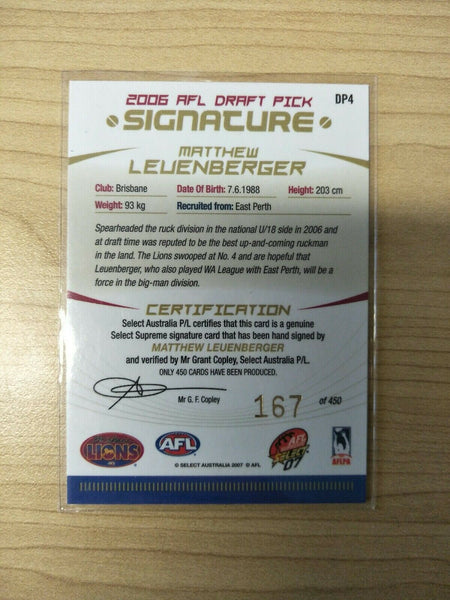 2006 AFL DRAFT PICK
DP4
SIGNATURE
MATTHEW
LEUENBERGER
Club: Brisbane Date Of Birth: 7.6.1988 Height: 203 cm
Weight: 93 kg Recruited from: East Perth
Spearheaded the ruck division in the national U/18 side in 2006 and
at draft time was reputed to be the best up-and-coming ruckman
in the land. The Lions swooped at No. 4 and are hopeful that
Leuenberger, who also played WA League with East Perth, will be a
force in the big-man division.
CERTIFICATION
Select Australia P/L certifies that this card is a genuine
Select Supreme signature card that has been hand signed by
MATTHEW LEUENBERGER
and verified by Mr Grant Copley, Select Australia P/L.
ONLY 450 CARDS HAVE BEEN PRODUCED.
Mr G. F. Copley
167 of 450
LIONS
AFL
AFL
SELECT
07
AFLPA
© SELECT AUSTRALIA 2007 © AFL